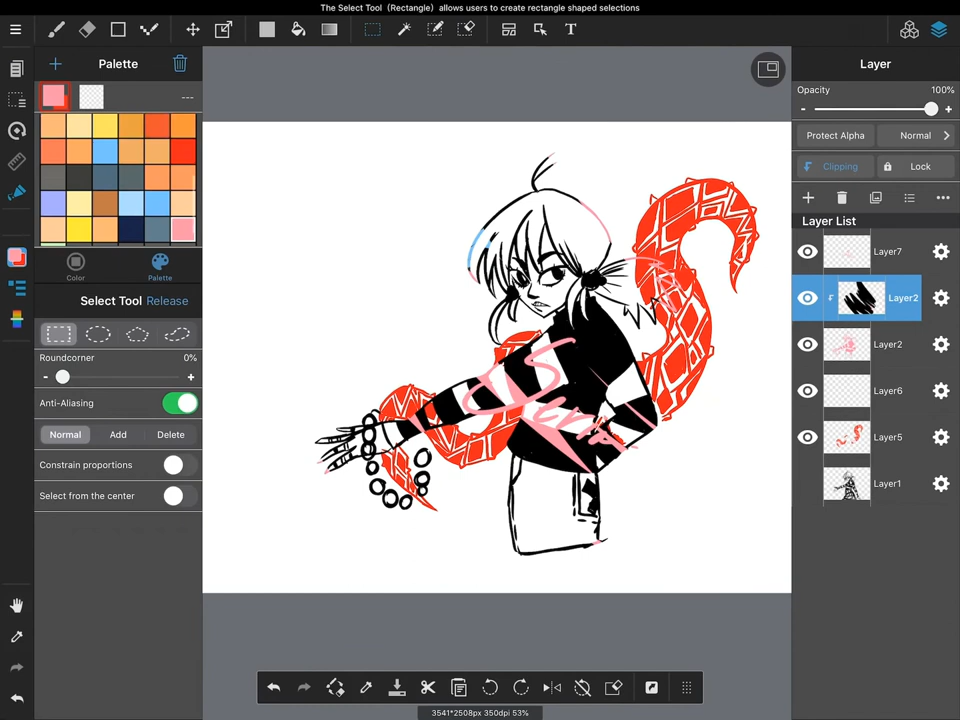 The Select Tool（Rectangle）allows users to create rectangle shaped selections
T
Palette
---
Color
Palette
Select Tool Release
Roundcorner 0%
- +
Anti-Aliasing
Normal Add Delete
Constrain proportions
Select from the center
Layer
Opacity 100%
- +
Protect Alpha Normal
Clipping Lock
Layer List
Layer7
Layer2
Layer2
Layer6
Layer5
Layer1
3541*2508px 350dpi 53%